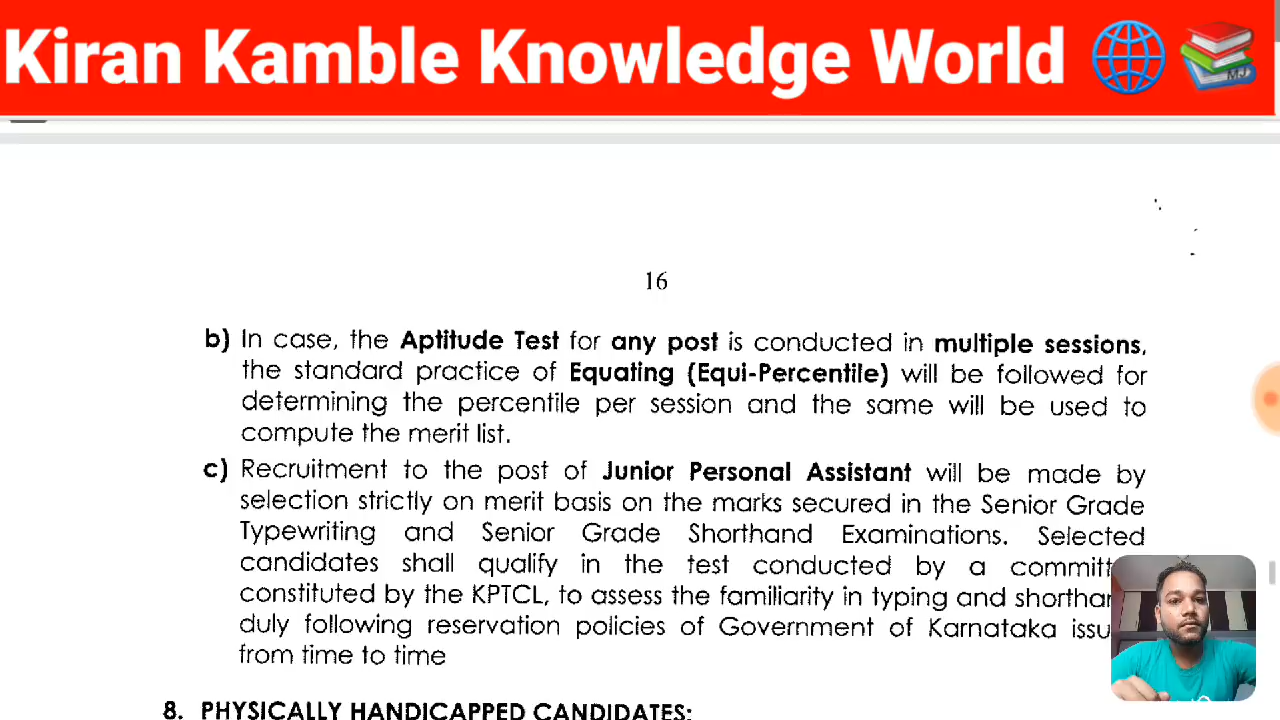 Kiran Kamble Knowledge World
MJ
16
b) In case, the Aptitude Test for any post is conducted in multiple sessions,
the standard practice of Equating (Equi-Percentile) will be followed for
determining the percentile per session and the same will be used to
compute the merit list.
c) Recruitment to the post of Junior Personal Assistant will be made by
selection strictly on merit basis on the marks secured in the Senior Grade
Typewriting and Senior Grade Shorthand Examinations. Selected
candidates shall qualify in the test conducted by a committ
constituted by the KPTCL, to assess the familiarity in typing and shorthar
duly following reservation policies of Government of Karnataka issu
from time to time
8. PHYSICALLY HANDICAPPED CANDIDATES: